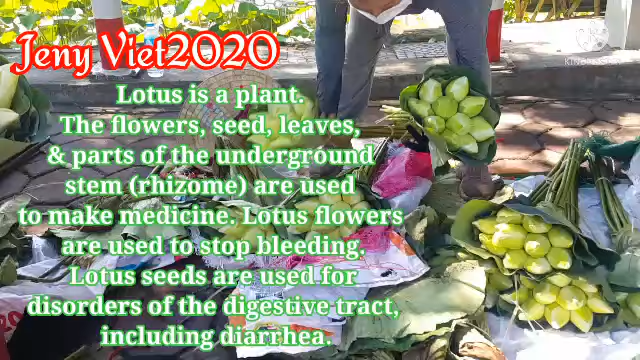 Jeny Viet2020
Lotus is a plant.
The flowers, seed, leaves,
& parts of the underground
stem (rhizome) are used
to make medicine. Lotus flowers
are used to stop bleeding.
Lotus seeds are used for
disorders of the digestive tract,
including diarrhea.